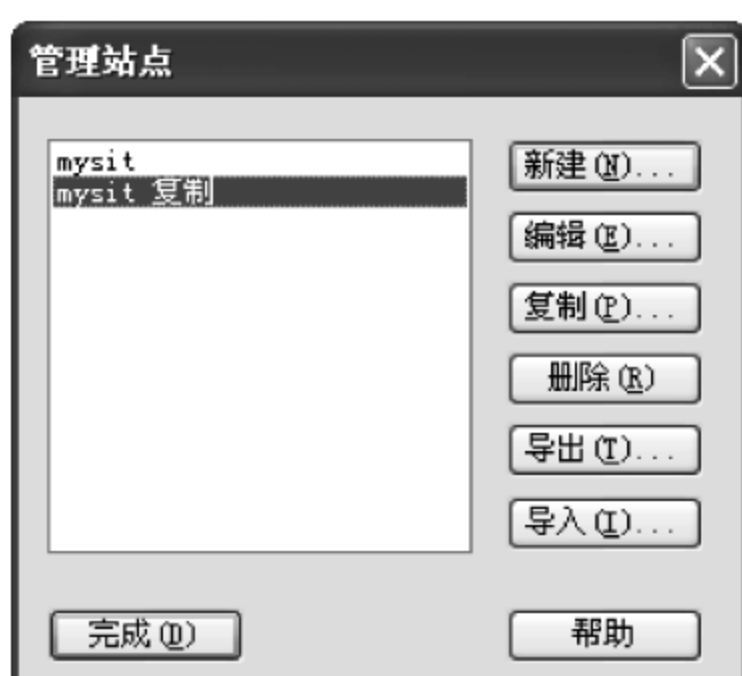 管理站点
mysit
mysit 复制
新建(N)...
编辑(E)...
复制(P)...
删除(R)
导出(T)...
导入(I)...
完成(D)
帮助